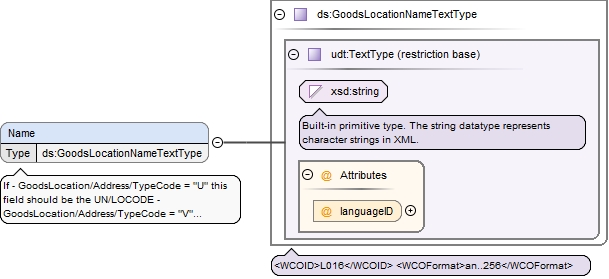 ds:GoodsLocationNameTextType
udt:TextType (restriction base)
xsd:string
Built-in primitive type. The string datatype represents
character strings in XML.
Name
Type ds:GoodsLocationNameTextType
If - GoodsLocation/Address/TypeCode = "U" this
field should be the UN/LOCODE -
GoodsLocation/Address/TypeCode = "V"...
@ Attributes
@ languageID
<WCOID>L016</WCOID> <WCOFormat>an..256</WCOFormat>